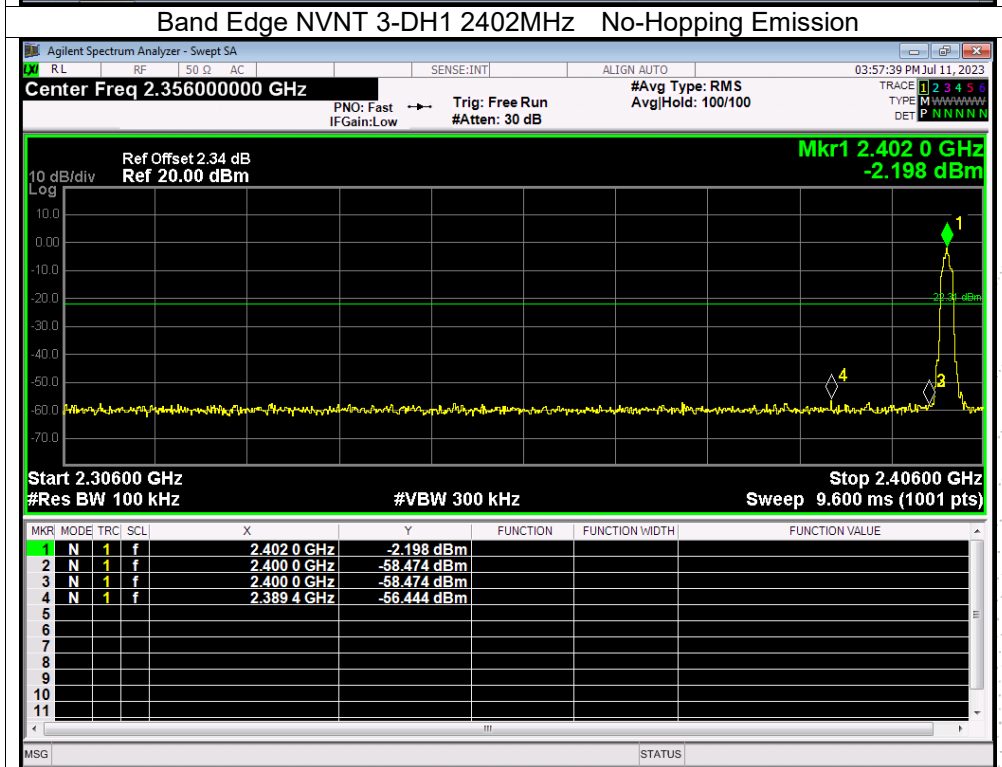 Band Edge NVNT 3-DH1 2402MHz No-Hopping Emission
Agilent Spectrum Analyzer - Swept SA
LXI RL RF 50 Ω AC SENSE:INT ALIGN AUTO 03:57:39 PM Jul 11, 2023
Center Freq 2.356000000 GHz
PNO: Fast
IFGain:Low
Trig: Free Run
#Atten: 30 dB
#Avg Type: RMS
Avg|Hold: 100/100
TRACE 1 2 3 4 5 6
TYPE M WWWWW
DET P N N N N N
Mkr1 2.402 0 GHz
-2.198 dBm
Ref Offset 2.34 dB
10 dB/div Ref 20.00 dBm
Log
10.0
0.00
-10.0
-20.0
-30.0
-40.0
-50.0
-60.0
-70.0
1
-22.31 dBm
4
3
Start 2.30600 GHz Stop 2.40600 GHz
#Res BW 100 kHz #VBW 300 kHz Sweep 9.600 ms (1001 pts)
MKR MODE TRC SCL X Y FUNCTION FUNCTION WIDTH FUNCTION VALUE
1 N 1 f 2.402 0 GHz -2.198 dBm
2 N 1 f 2.400 0 GHz -58.474 dBm
3 N 1 f 2.400 0 GHz -58.474 dBm
4 N 1 f 2.389 4 GHz -56.444 dBm
5
6
7
8
9
10
11
MSG STATUS